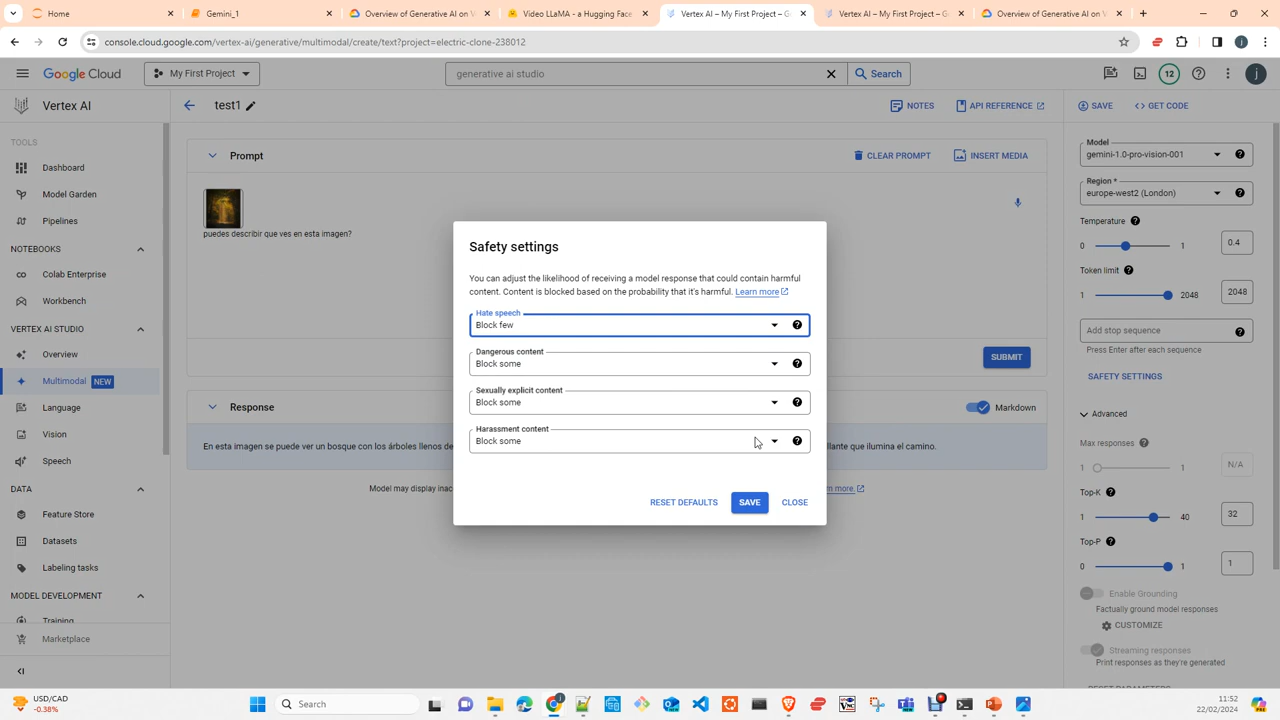 Home
Gemini_1
Overview of Generative AI on V
Video LLaMA - a Hugging Face
Vertex AI – My First Project – G
Vertex AI – My First Project – G
Overview of Generative AI on V
console.cloud.google.com/vertex-ai/generative/multimodal/create/text?project=electric-clone-238012
Google Cloud
My First Project
generative ai studio
Search
12
j
Vertex AI
test1
NOTES
API REFERENCE
SAVE
GET CODE
TOOLS
Dashboard
Model Garden
Pipelines
NOTEBOOKS
Colab Enterprise
Workbench
VERTEX AI STUDIO
Overview
Multimodal NEW
Language
Vision
Speech
DATA
Feature Store
Datasets
Labeling tasks
MODEL DEVELOPMENT
Training
Marketplace
Prompt
CLEAR PROMPT
INSERT MEDIA
puedes describir que ves en esta imagen?
SUBMIT
Response
Markdown
En esta imagen se puede ver un bosque con los árboles llenos de
llante que ilumina el camino.
Model may display inac
rn more.
Safety settings
You can adjust the likelihood of receiving a model response that could contain harmful
content. Content is blocked based on the probability that it's harmful. Learn more
Hate speech
Block few
Dangerous content
Block some
Sexually explicit content
Block some
Harassment content
Block some
RESET DEFAULTS
SAVE
CLOSE
Model
gemini-1.0-pro-vision-001
Region *
europe-west2 (London)
Temperature
0
1
0.4
Token limit
1
2048
2048
Add stop sequence
Press Enter after each sequence
SAFETY SETTINGS
Advanced
Max responses
1
1
N/A
Top-K
1
40
32
Top-P
0
1
1
Enable Grounding
Factually ground model responses
CUSTOMIZE
Streaming responses
Print responses as they're generated
RESET PARAMETERS
USD/CAD
-0.38%
Search
11:52
22/02/2024